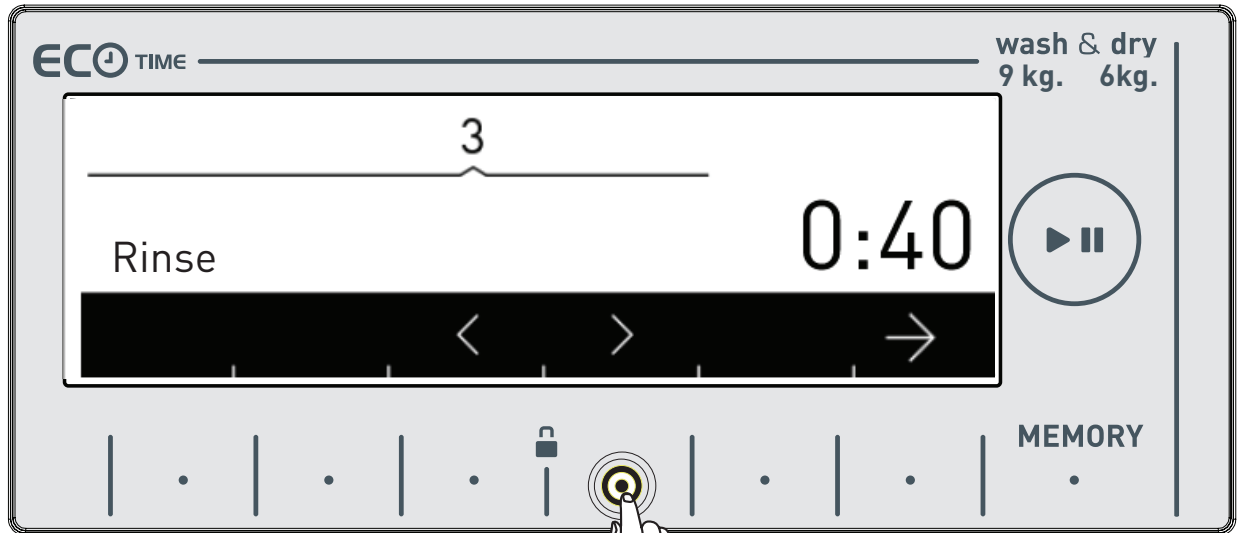 ECO TIME
wash & dry
9 kg. 6kg.
3
0:40
Rinse
MEMORY